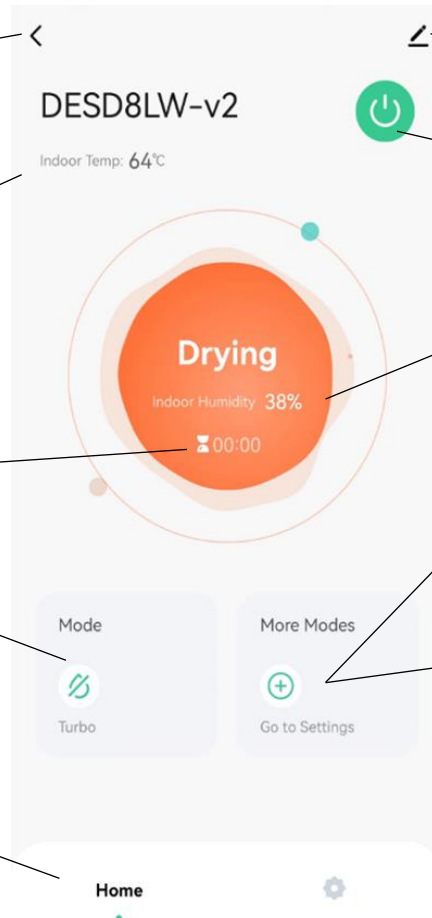 DESD8LW-v2
Indoor Temp: 64°C
Drying
Indoor Humidity 38%
00:00
Mode
More Modes
Turbo
Go to Settings
Home